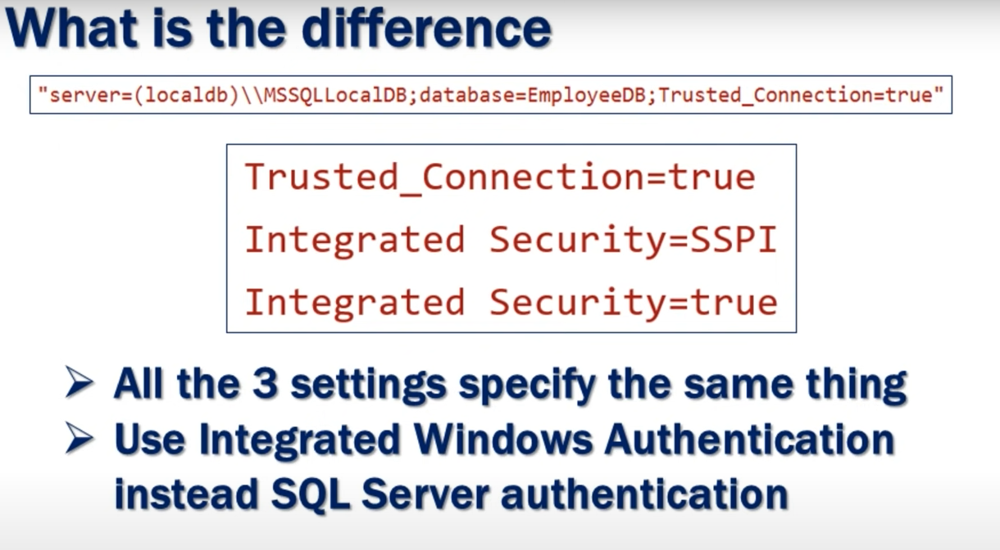 What is the difference
"server=(localdb)\\MSSQLLocalDB;database=EmployeeDB;Trusted_Connection=true"
Trusted_Connection=true
Integrated Security=SSPI
Integrated Security=true
➢ All the 3 settings specify the same thing
➢ Use Integrated Windows Authentication
instead SQL Server authentication